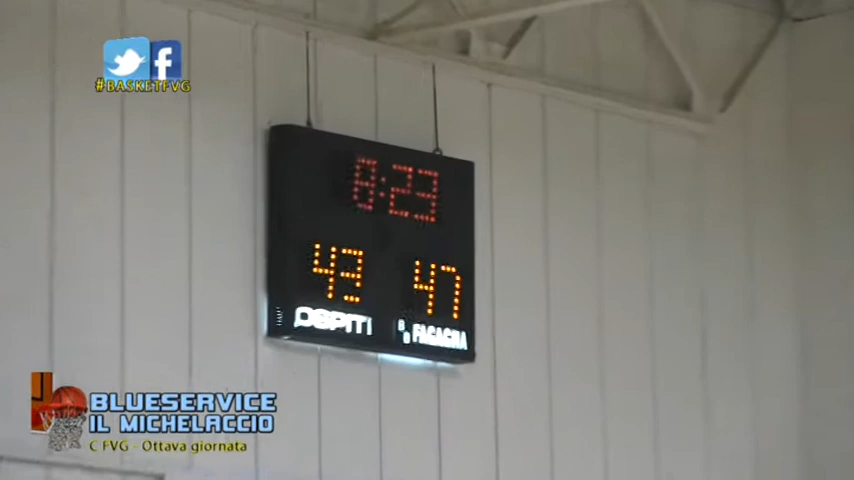 #BASKETFVG
8:23
43 47
OSPITI FAGAGNA
BLUESERVICE
IL MICHELACCIO
C FVG - Ottava giornata